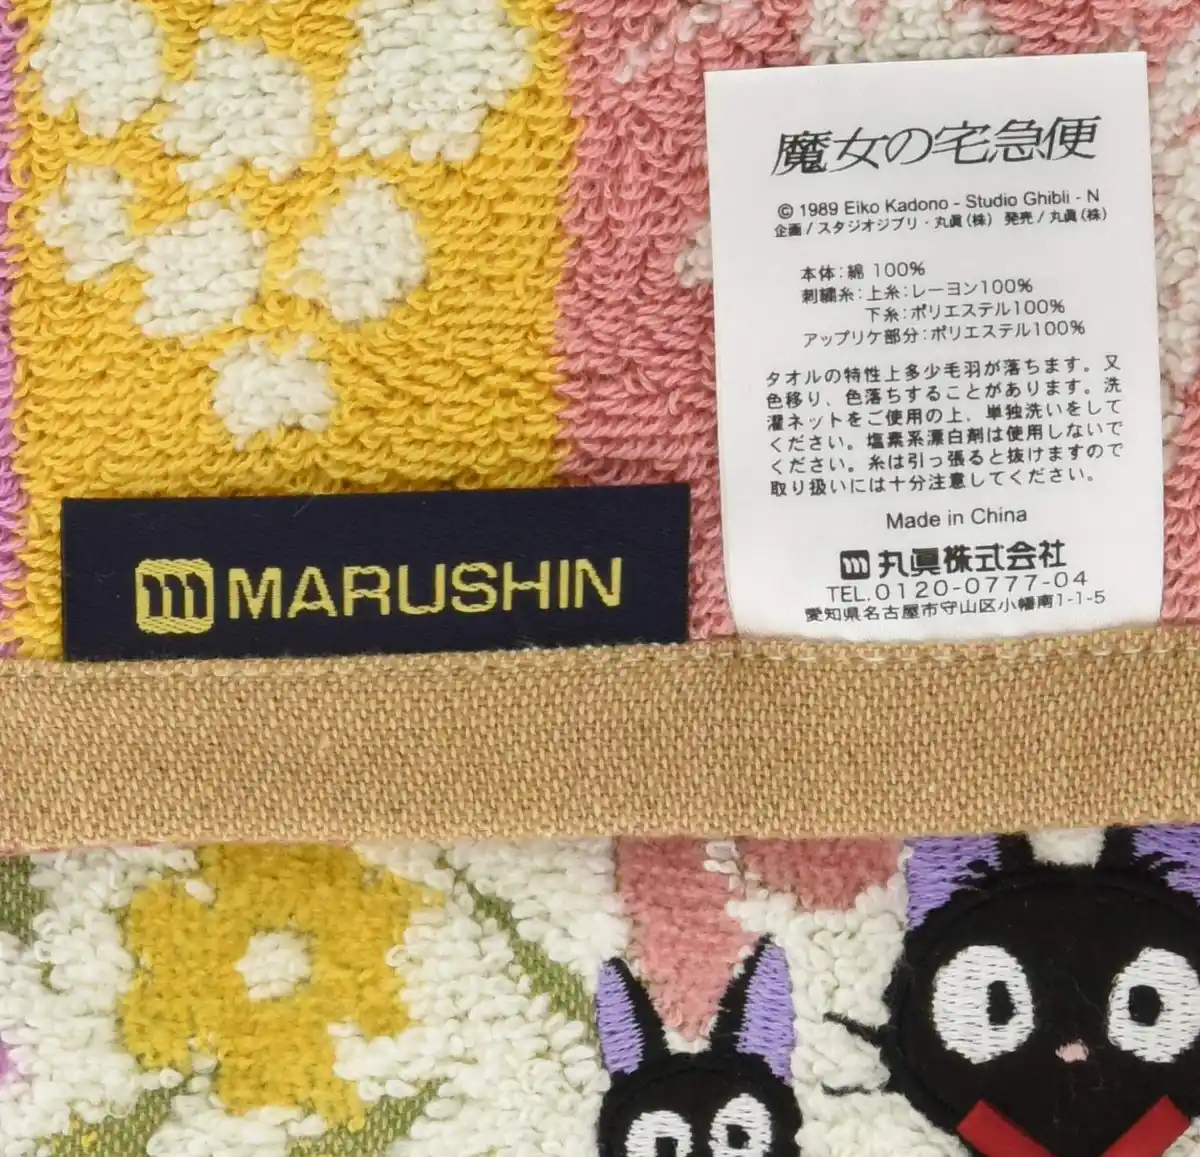 魔女の宅急便
© 1989 Eiko Kadono - Studio Ghibli - N
企画/スタジオジブリ・丸眞(株) 発売/丸眞(株)
本体:綿 100%
刺繍糸:上糸:レーヨン100%
下糸:ポリエステル100%
アップリケ部分:ポリエステル100%
タオルの特性上多少毛羽が落ちます。又
色移り、色落ちすることがあります。洗
濯ネットをご使用の上、単独洗いをして
ください。塩素系漂白剤は使用しないで
ください。糸は引っ張ると抜けますので
取り扱いには十分注意してください。
Made in China
m 丸眞株式会社
TEL.0120-0777-04
愛知県名古屋市守山区小幡南1-1-5
m MARUSHIN